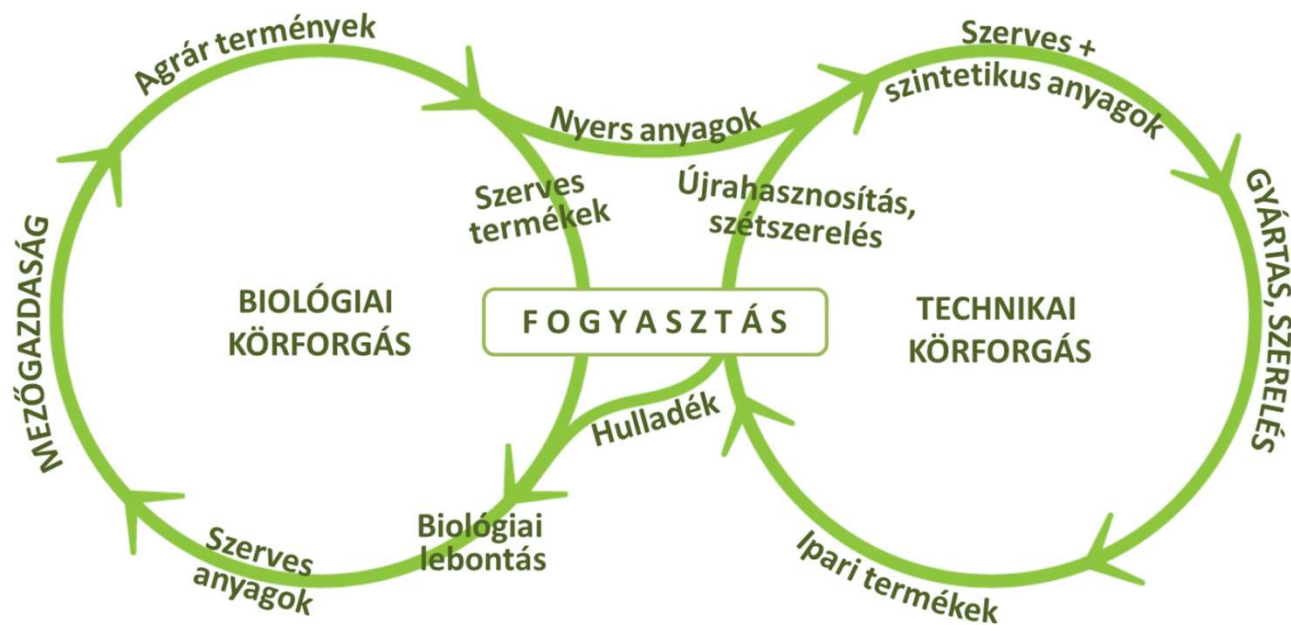 Agrár termények
Szerves +
szintetikus anyagok
Nyers anyagok
Szerves
termékek
Újrahasznosítás,
szétszerelés
MEZŐGAZDASÁG
BIOLÓGIAI
KÖRFORGÁS
FOGYASZTÁS
TECHNIKAI
KÖRFORGÁS
GYÁRTAS, SZERELÉS
Hulladék
Biológiai
lebontás
Szerves
anyagok
Ipari termékek